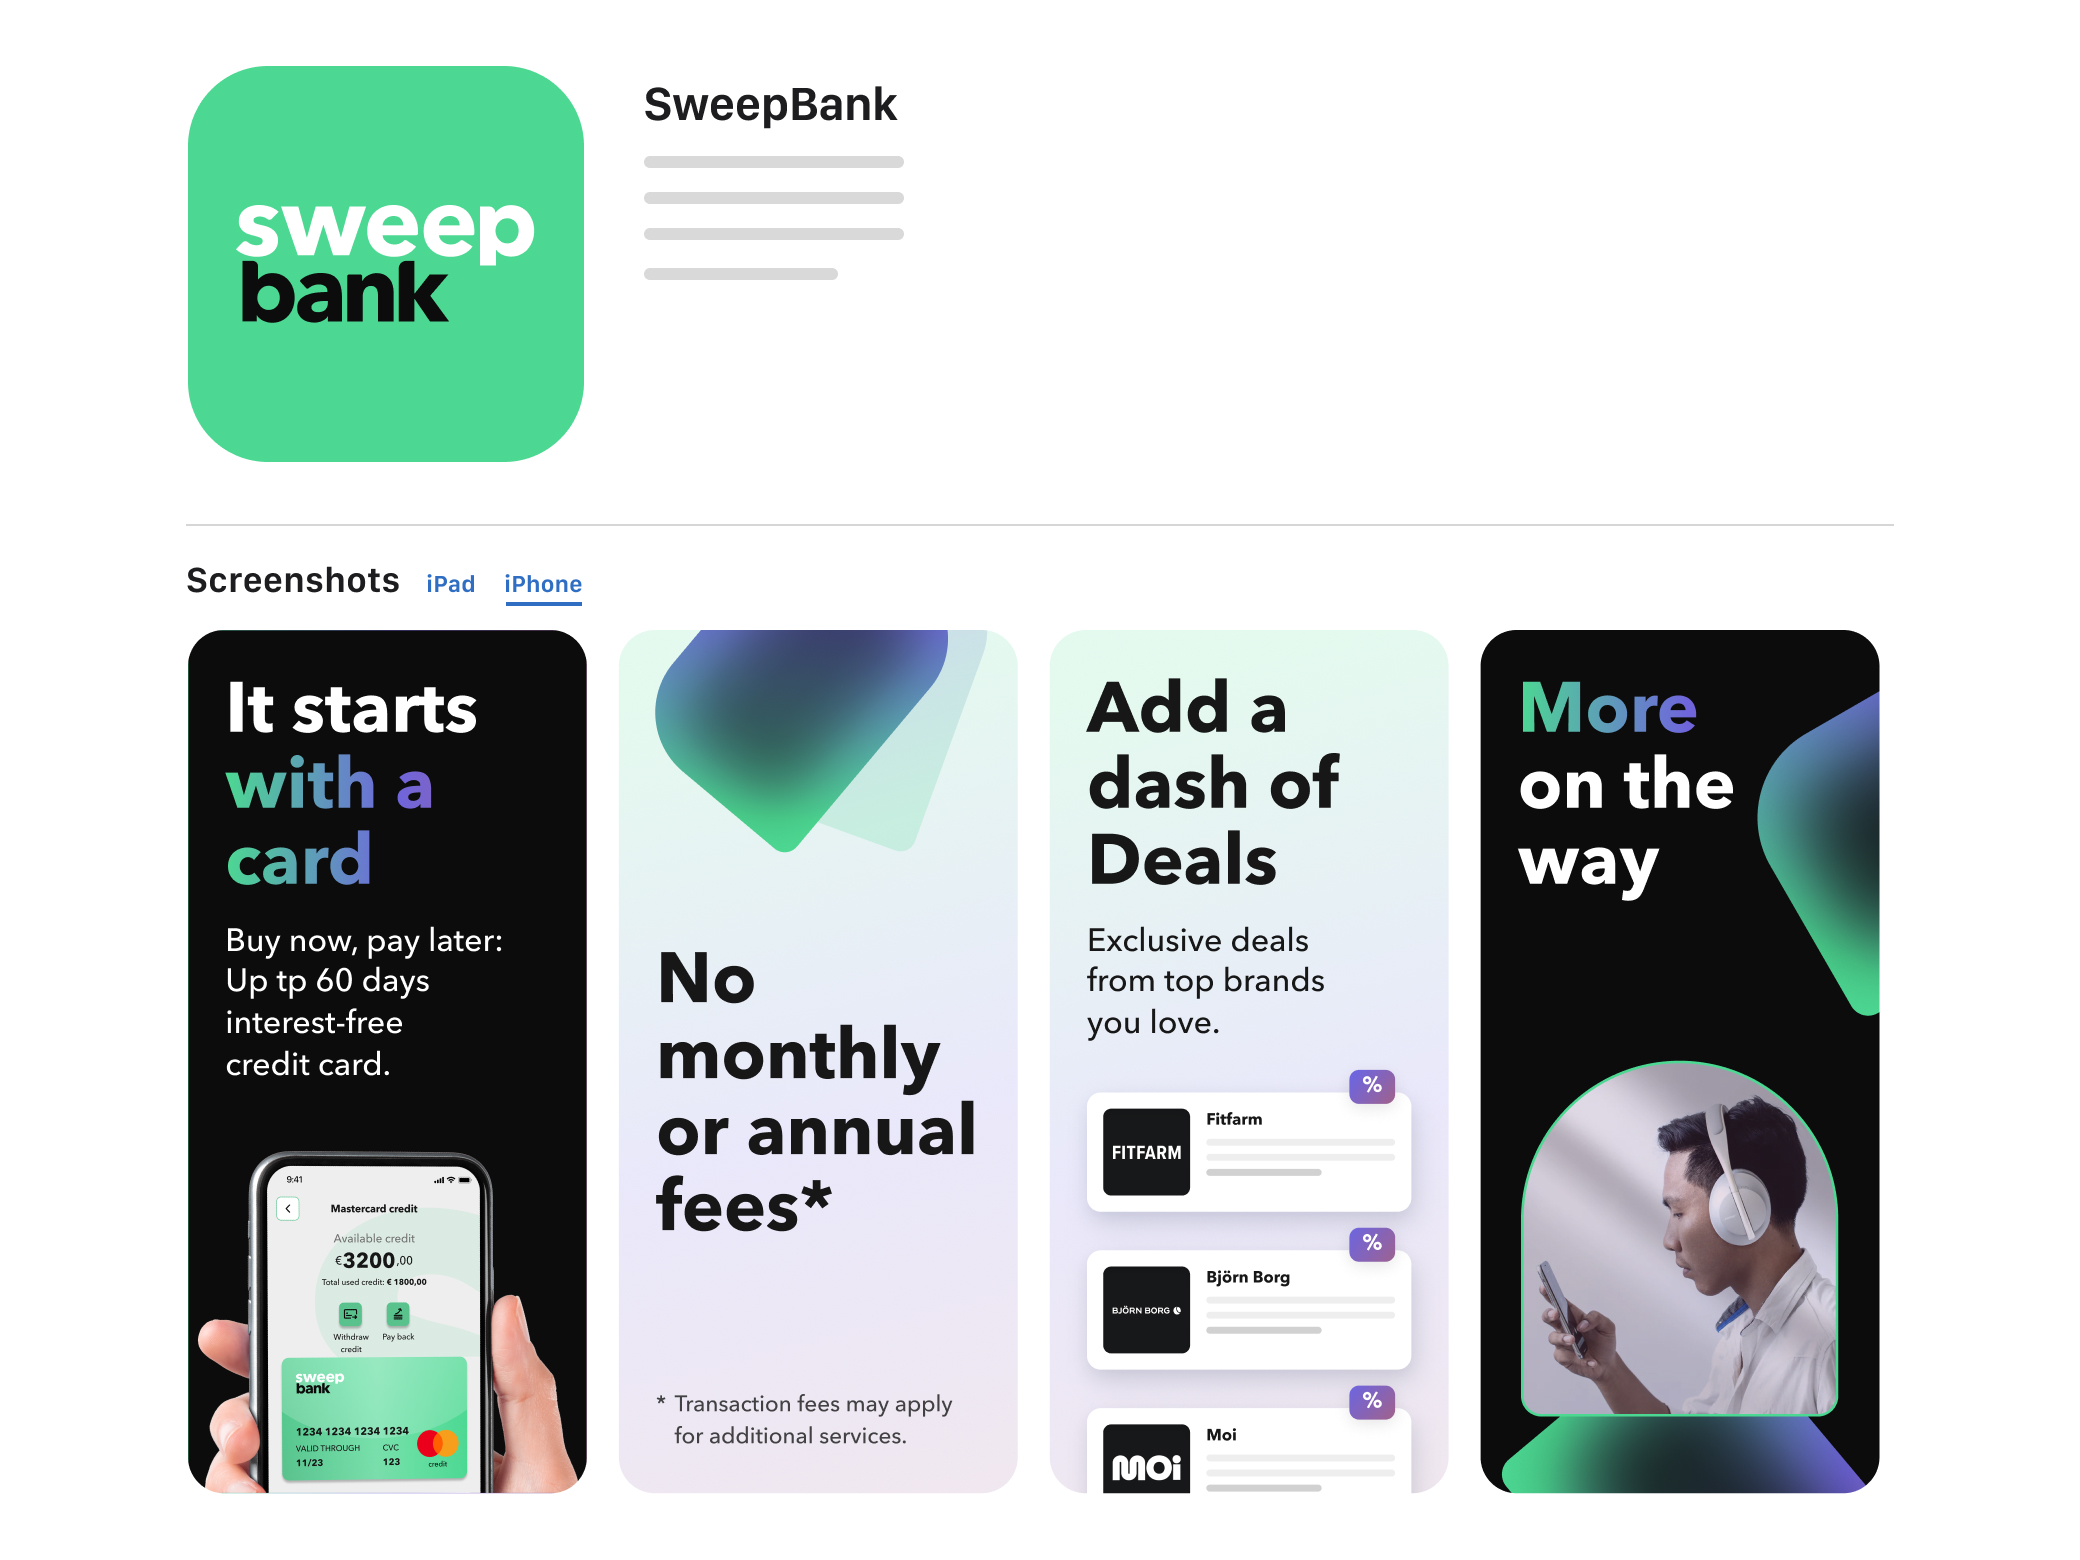 sweep
bank
SweepBank
Screenshots iPad iPhone
It starts
with a
card
Buy now, pay later:
Up tp 60 days
interest-free
credit card.
9:41
Mastercard credit
Available credit
€3200,00
Total used credit: € 1800,00
Withdraw
credit
Pay back
sweep
bank
1234 1234 1234 1234
VALID THROUGH CVC
11/23 123
credit
No
monthly
or annual
fees*
* Transaction fees may apply
for additional services.
Add a
dash of
Deals
Exclusive deals
from top brands
you love.
%
Fitfarm
FITFARM
%
Björn Borg
BJÖRN BORG
%
Moi
MOi
More
on the
way